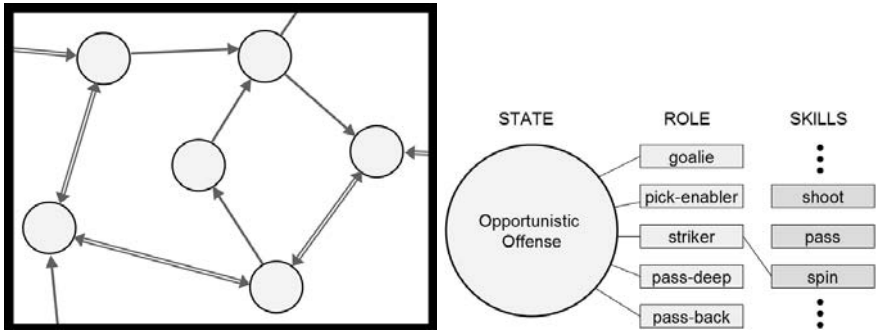 STATE
ROLE
SKILLS
goalie
pick-enabler
shoot
Opportunistic
Offense
striker
pass
pass-deep
spin
pass-back